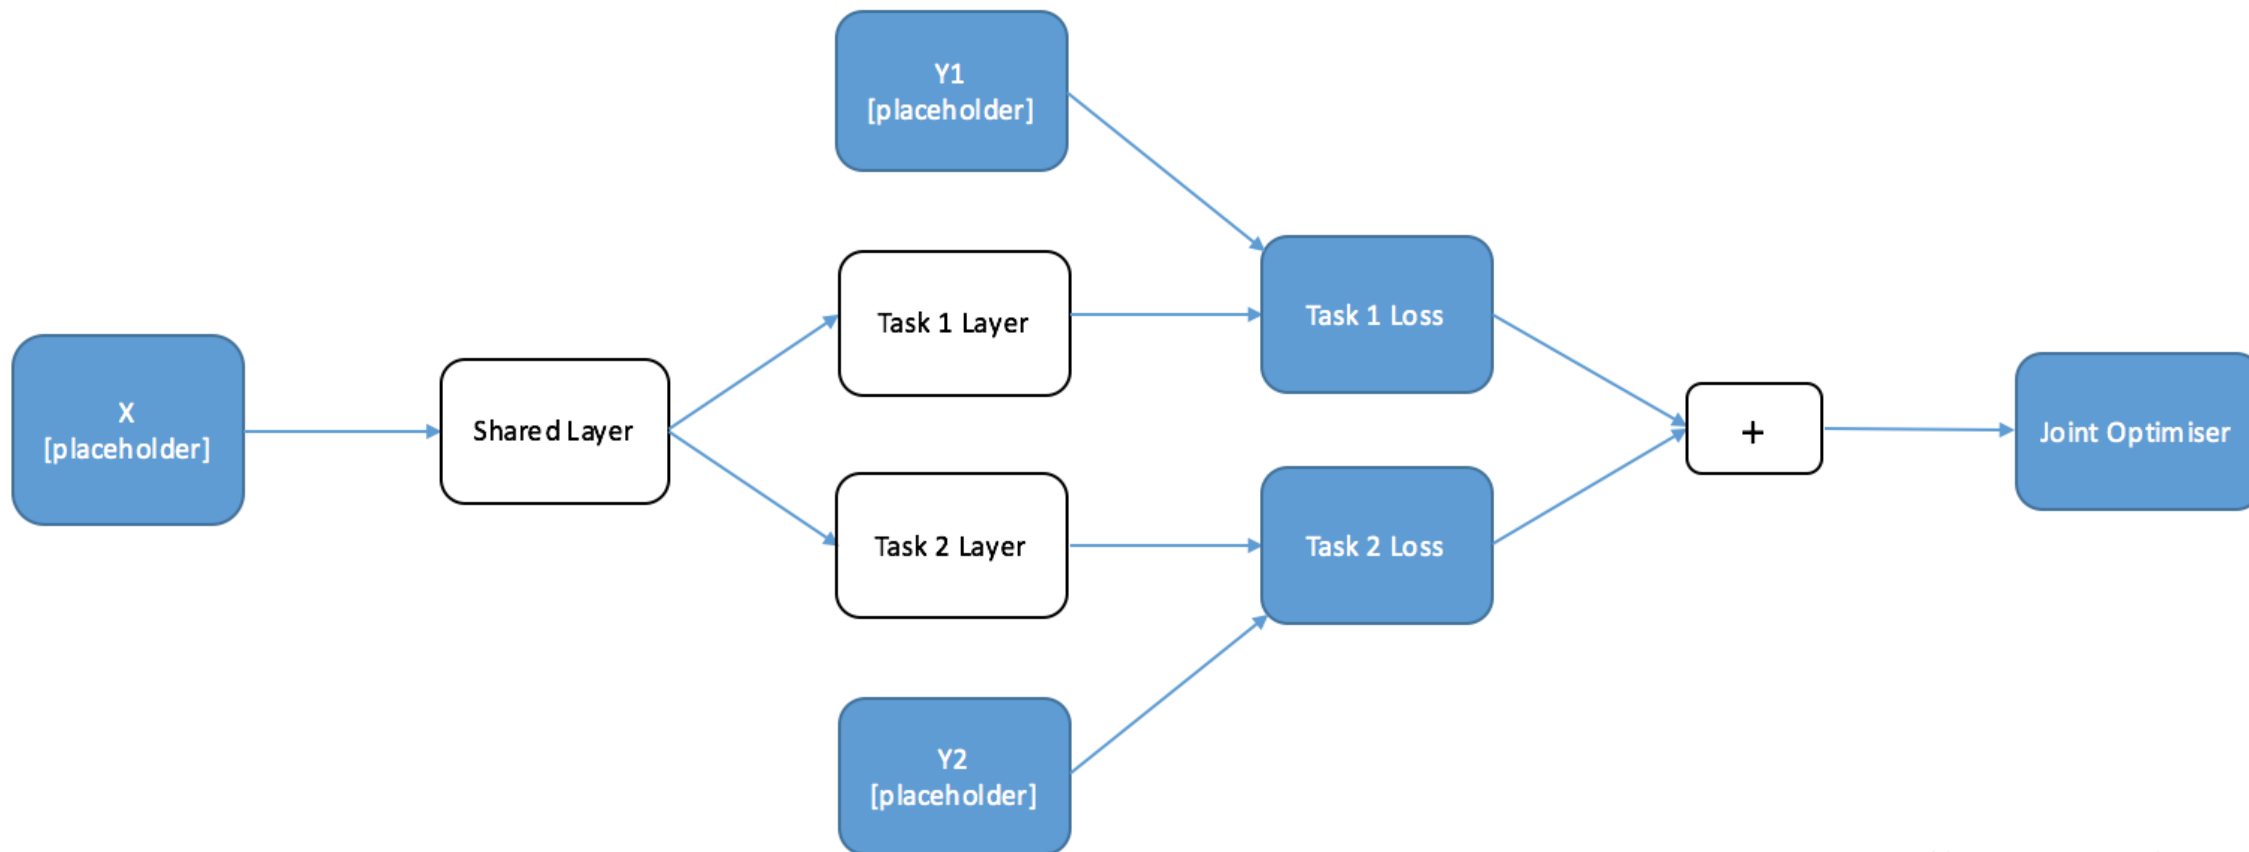 Y1
[placeholder]
Task 1 Layer
Task 1 Loss
X
[placeholder]
Shared Layer
+
Joint Optimiser
Task 2 Layer
Task 2 Loss
Y2
[placeholder]